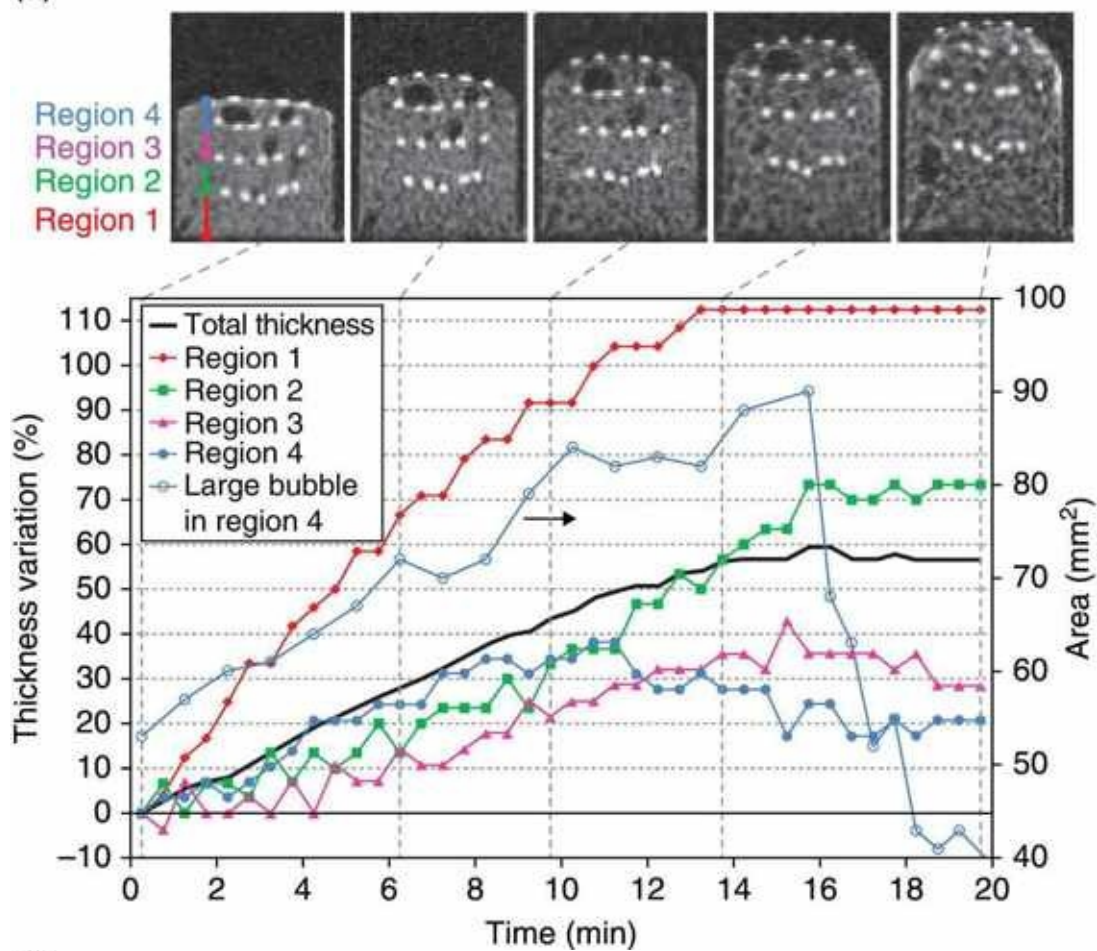 Region 4
Region 3
Region 2
Region 1
Total thickness
Region 1
Region 2
Region 3
Region 4
Large bubble
in region 4
Thickness variation (%)
110
100
90
80
70
60
50
40
30
20
10
0
–10
100
90
80
70
60
50
40
Area (mm²)
0 2 4 6 8 10 12 14 16 18 20
Time (min)